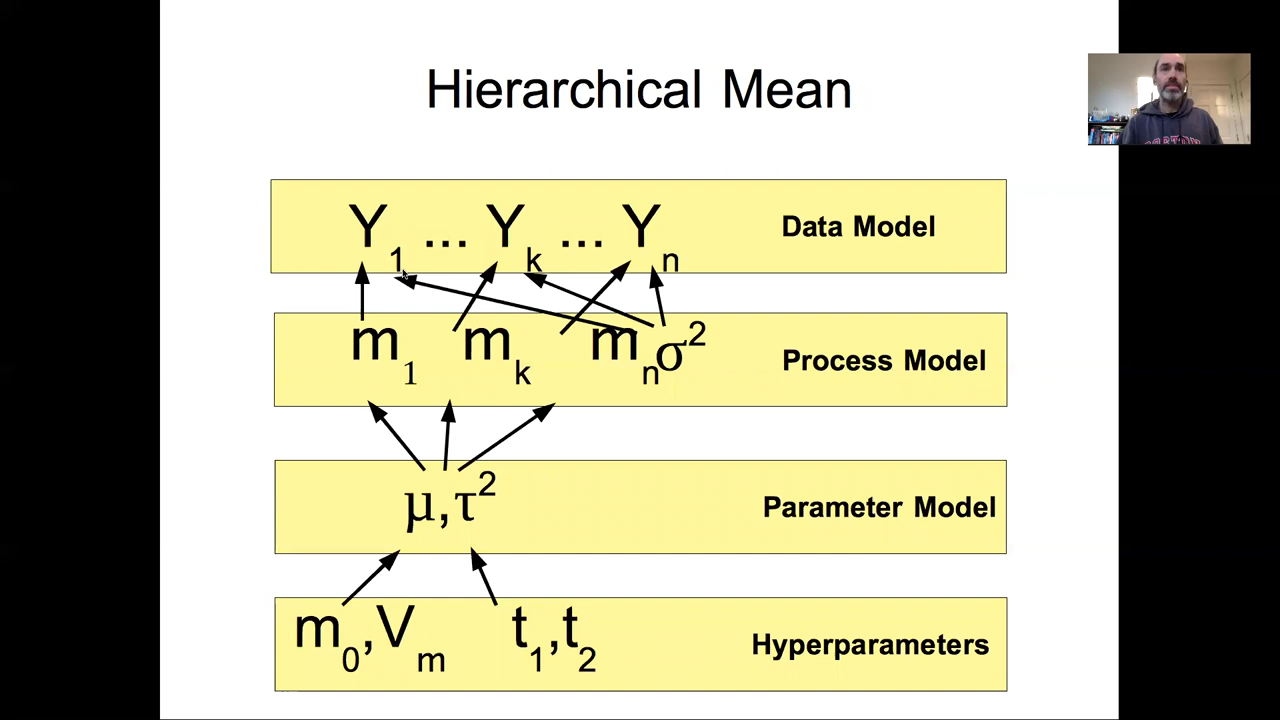 Hierarchical Mean
Y₁ ... Yₖ ... Yₙ Data Model
m₁ mₖ mₙ σ² Process Model
μ,τ² Parameter Model
m₀,Vₘ t₁,t₂ Hyperparameters